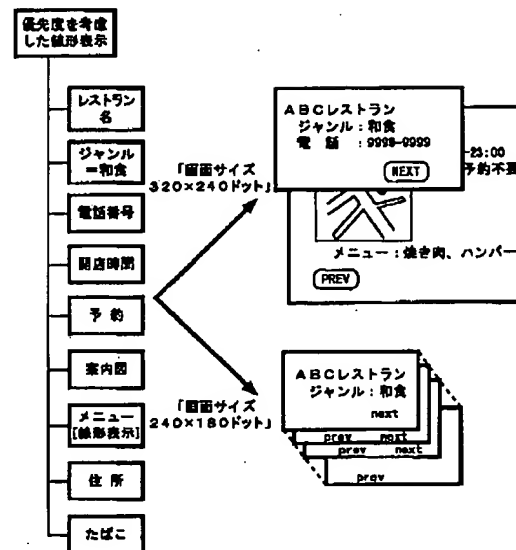 優先度を考慮
した線形表示
レストラン
名
ジャンル
=和食
電話番号
開店時間
予 約
案内図
メニュー
[線形表示]
住 所
たばこ
「画面サイズ
320×240ドット」
ABCレストラン
ジャンル:和食
電 話 :9998-9999
NEXT
-23:00
予約不要
メニュー:焼き肉、ハンバー
PREV
「画面サイズ
240×180ドット」
ABCレストラン
ジャンル:和食
next
prev next
prev next
prev